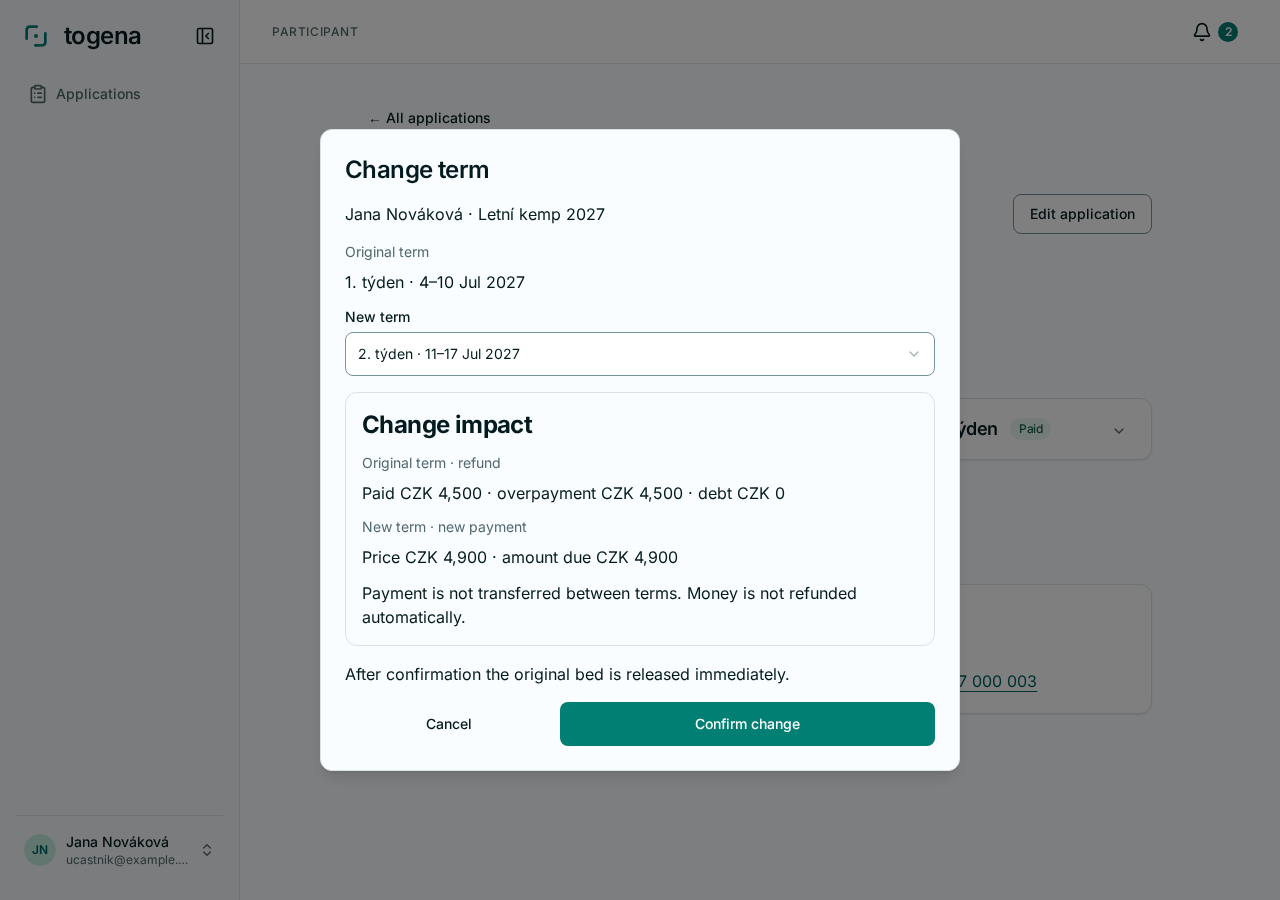 togena
PARTICIPANT
2
Applications
← All applications
Change term
Jana Nováková · Letní kemp 2027
Edit application
Original term
1. týden · 4–10 Jul 2027
New term
2. týden · 11–17 Jul 2027
Change impact
ýden
Paid
Original term · refund
Paid CZK 4,500 · overpayment CZK 4,500 · debt CZK 0
New term · new payment
Price CZK 4,900 · amount due CZK 4,900
Payment is not transferred between terms. Money is not refunded
automatically.
After confirmation the original bed is released immediately.
7 000 003
Cancel
Confirm change
JN
Jana Nováková
ucastnik@example....